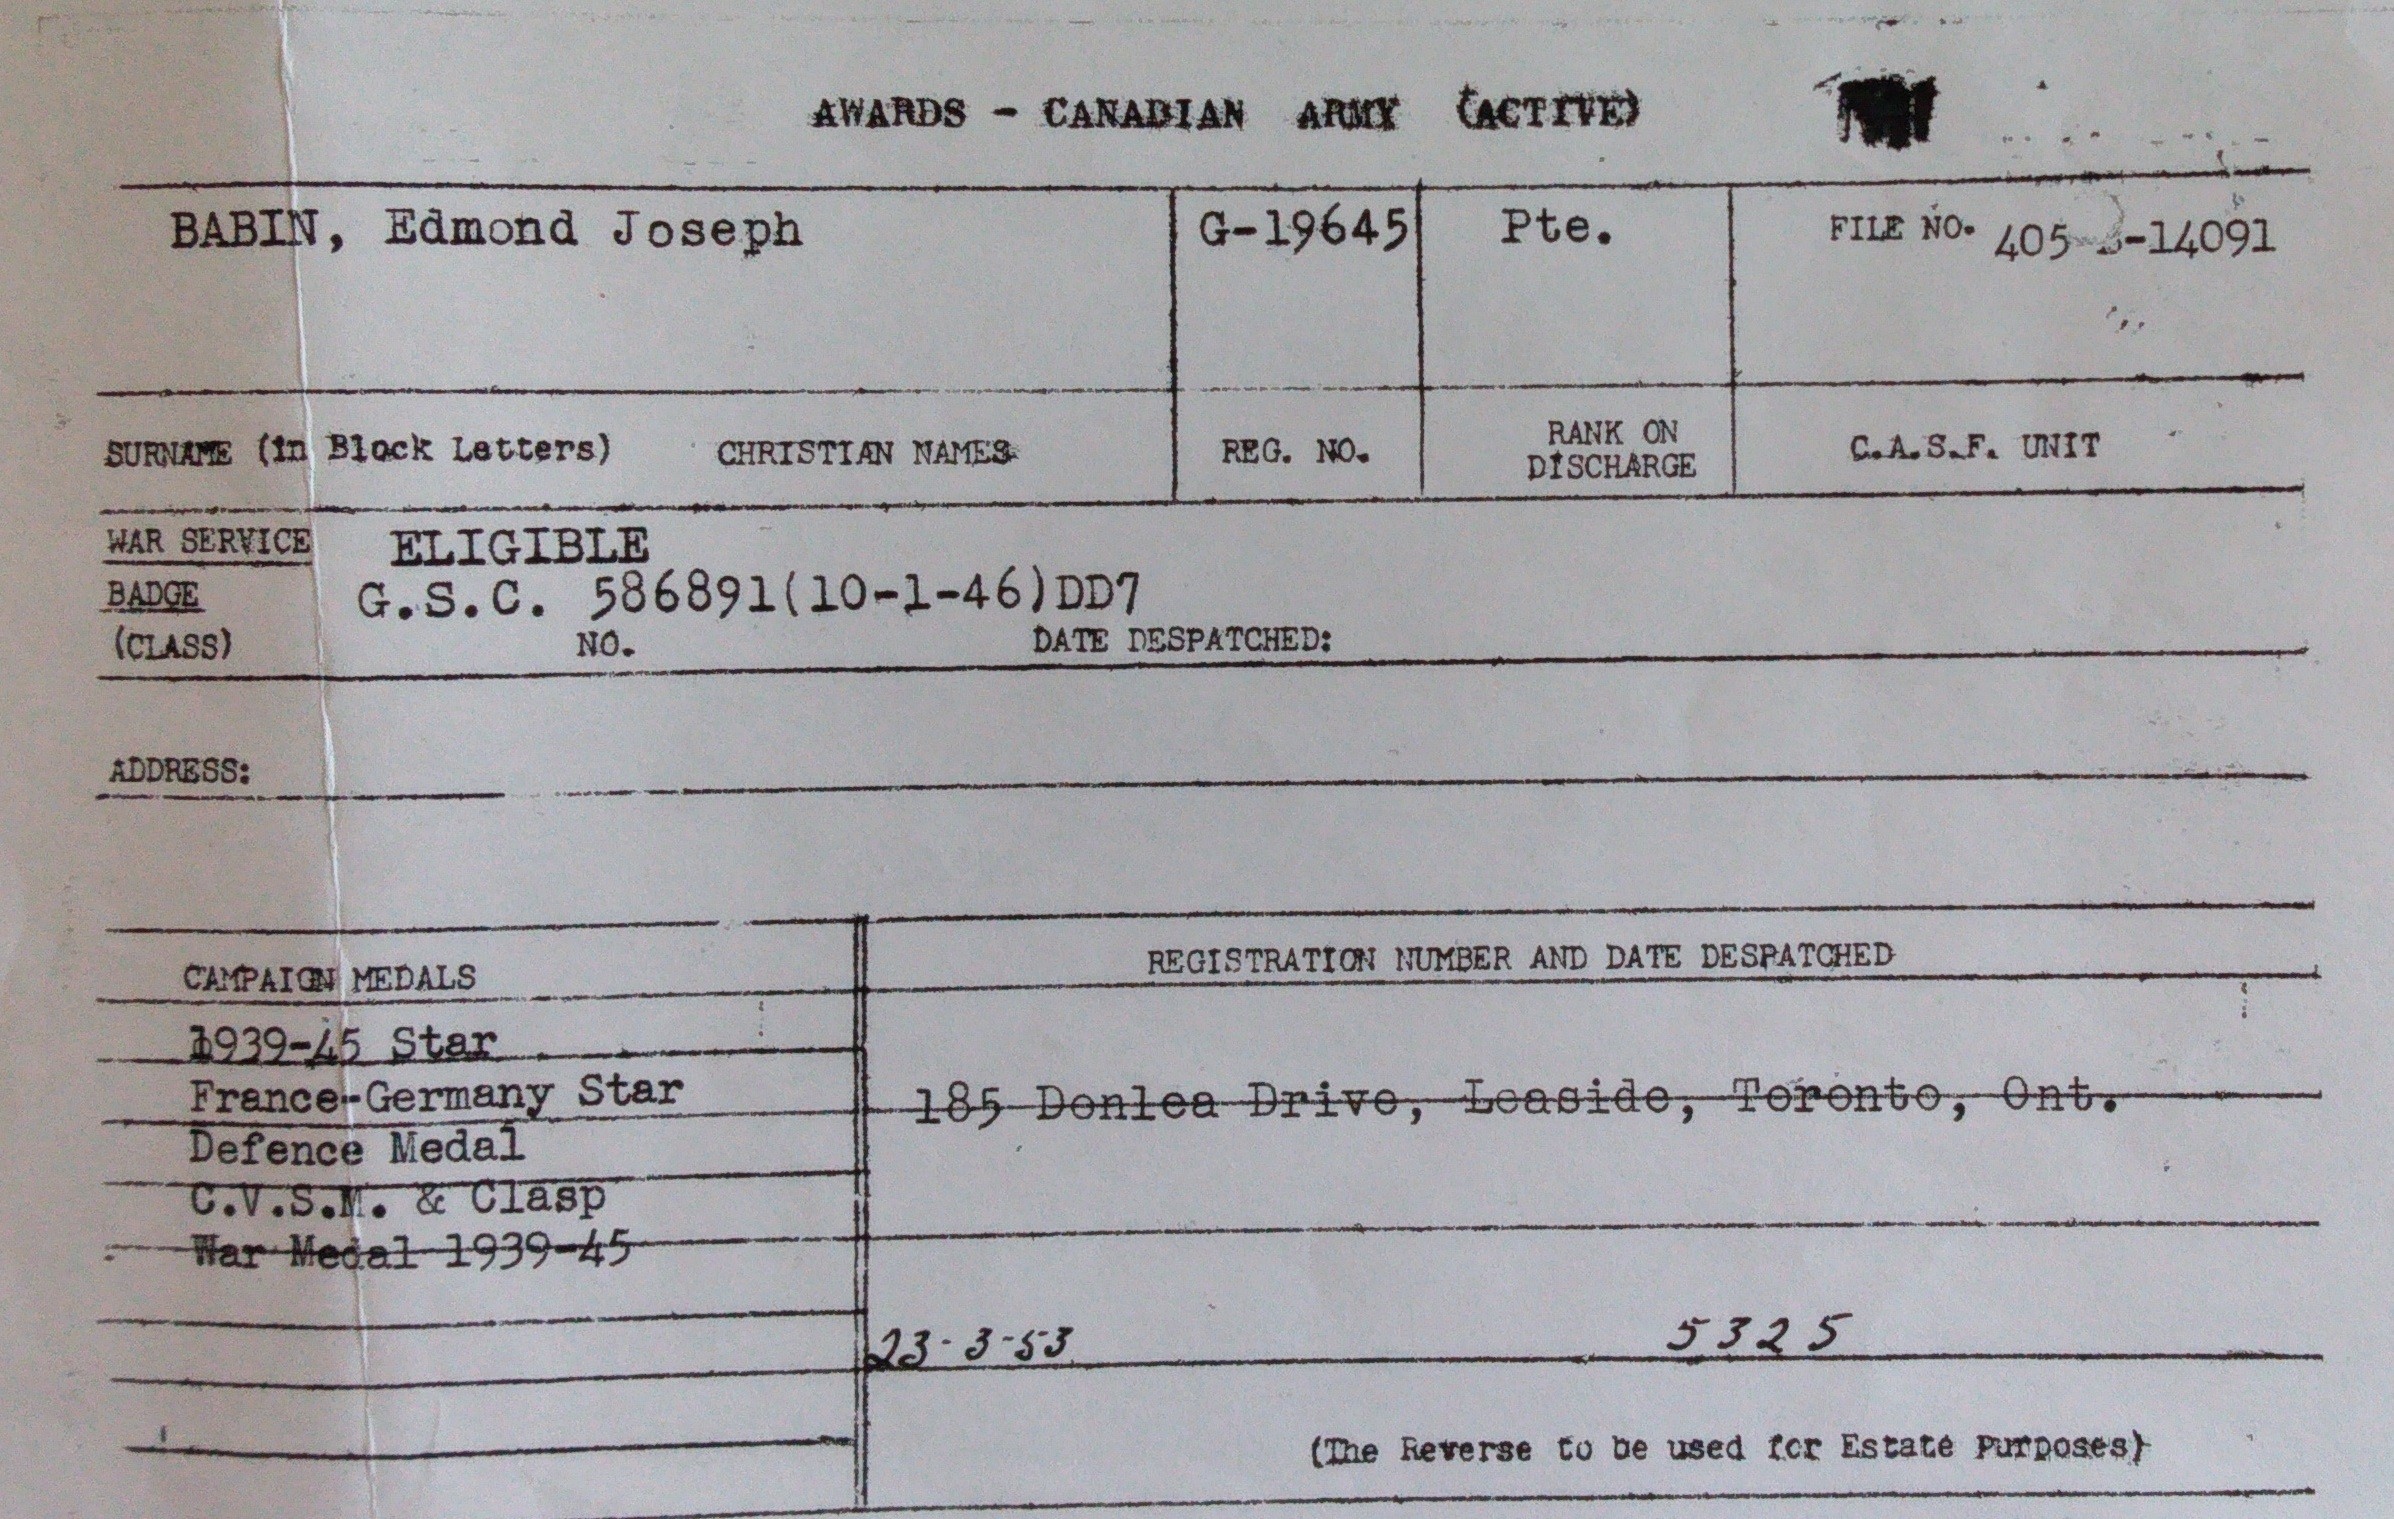 AWARDS - CANADIAN ARMY (ACTIVE)
BABIN, Edmond Joseph G-19645 Pte. FILE NO. 405 -14091
SURNAME (in Block Letters) CHRISTIAN NAMES REG. NO. RANK ON DISCHARGE C.A.S.F. UNIT
WAR SERVICE ELIGIBLE
BADGE G.S.C. 586891(10-1-46)DD7
(CLASS) NO. DATE DESPATCHED:
ADDRESS:
CAMPAIGN MEDALS REGISTRATION NUMBER AND DATE DESPATCHED
1939-45 Star
France-Germany Star 185 Donlea Drive, Leaside, Toronto, Ont.
Defence Medal
C.V.S.M. & Clasp
War Medal 1939-45
23-3-53 5325
(The Reverse to be used for Estate Purposes)